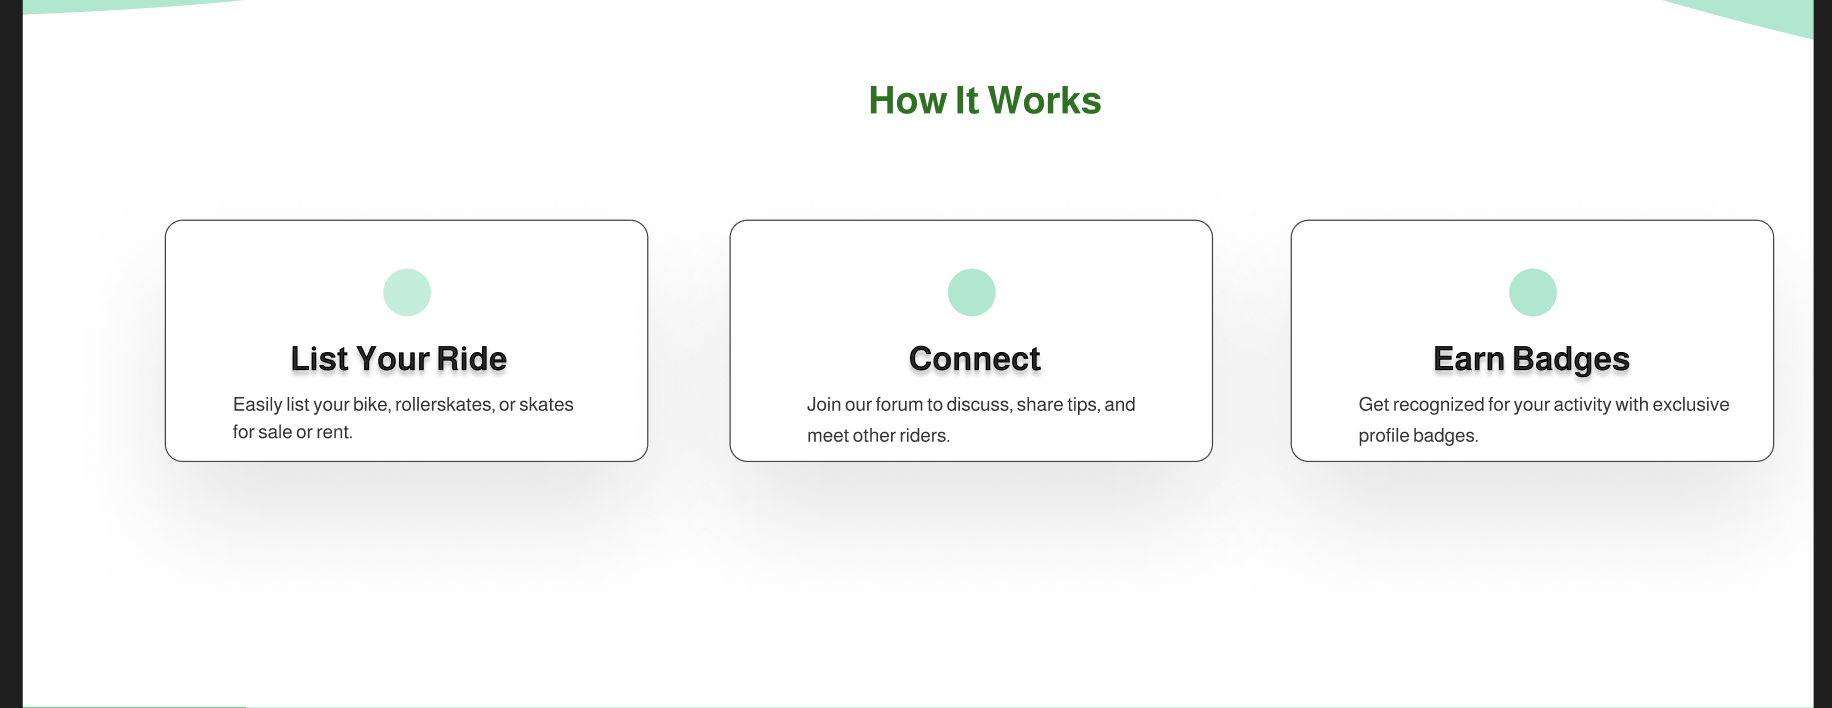 How It Works
List Your Ride
Easily list your bike, rollerskates, or skates
for sale or rent.
Connect
Join our forum to discuss, share tips, and
meet other riders.
Earn Badges
Get recognized for your activity with exclusive
profile badges.